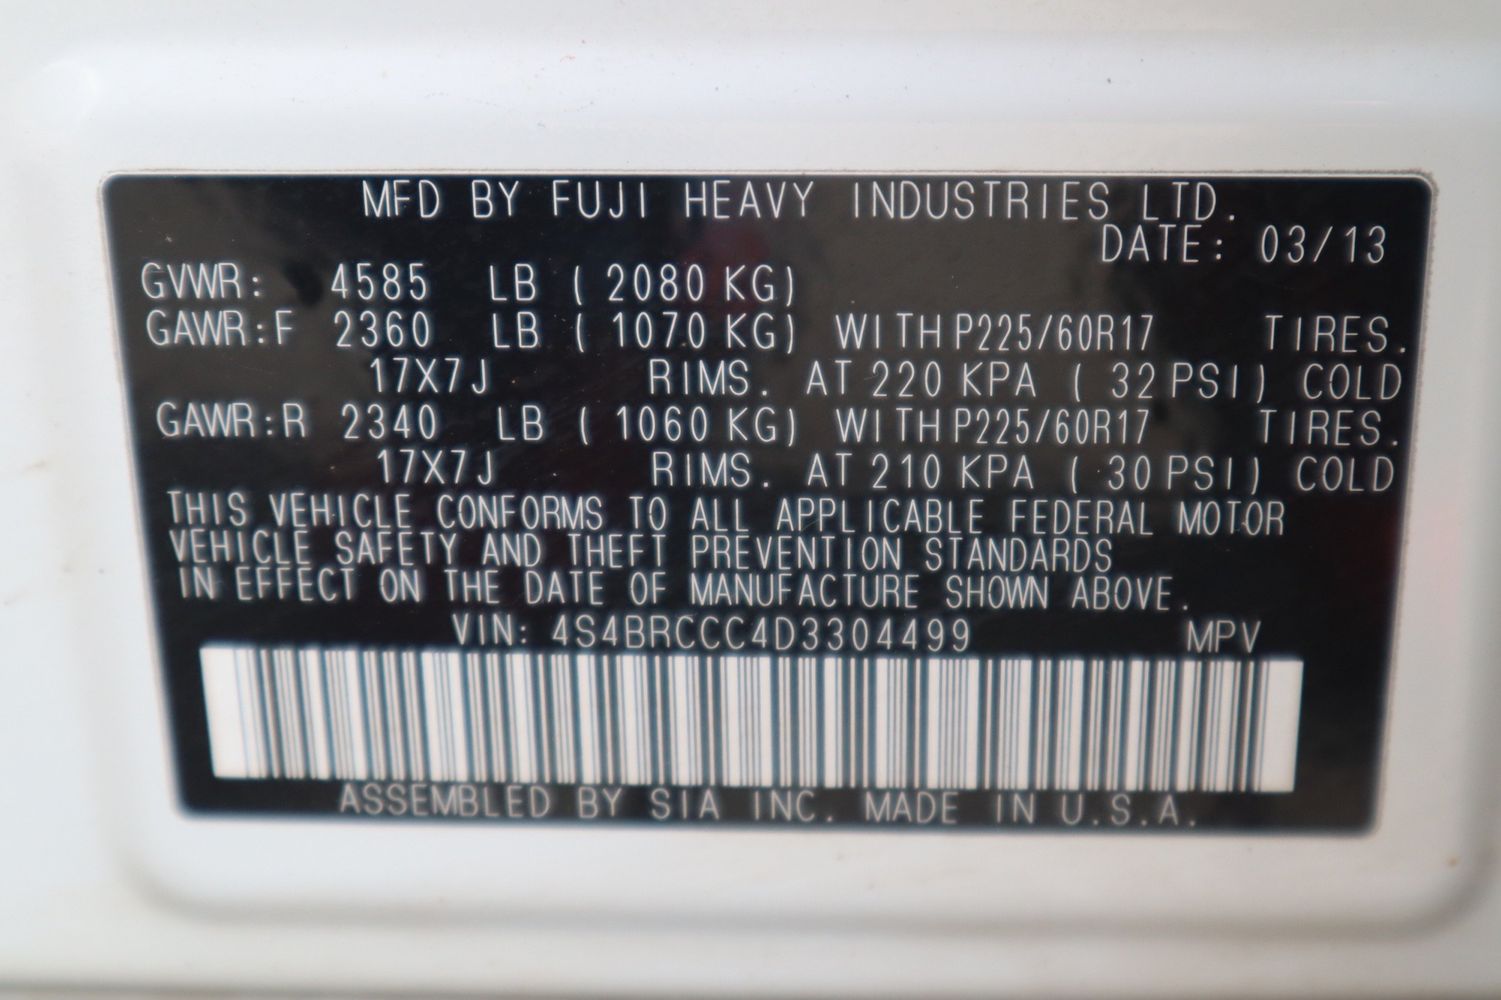 MFD BY FUJI HEAVY INDUSTRIES LTD.
DATE: 03/13
GVWR: 4585 LB ( 2080 KG)
GAWR:F 2360 LB ( 1070 KG) WITH P225/60R17 TIRES.
17X7J RIMS. AT 220 KPA ( 32 PSI) COLD
GAWR:R 2340 LB ( 1060 KG) WITH P225/60R17 TIRES.
17X7J RIMS. AT 210 KPA ( 30 PSI) COLD
THIS VEHICLE CONFORMS TO ALL APPLICABLE FEDERAL MOTOR
VEHICLE SAFETY AND THEFT PREVENTION STANDARDS
IN EFFECT ON THE DATE OF MANUFACTURE SHOWN ABOVE.
VIN: 4S4BRCCC4D3304499 MPV
ASSEMBLED BY SIA INC. MADE IN U.S.A.